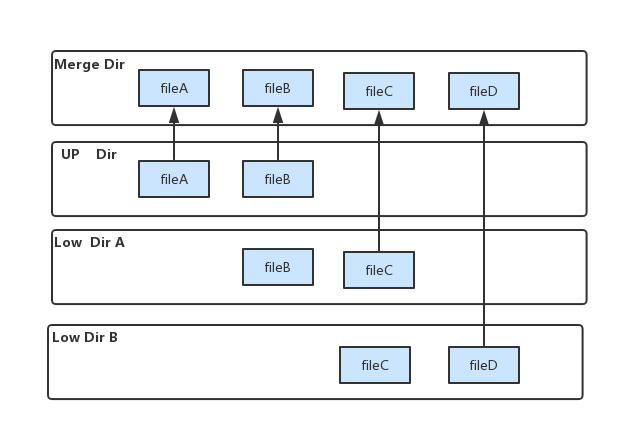 Merge Dir
fileA
fileB
fileC
fileD
UP Dir
fileA
fileB
Low Dir A
fileB
fileC
Low Dir B
fileC
fileD